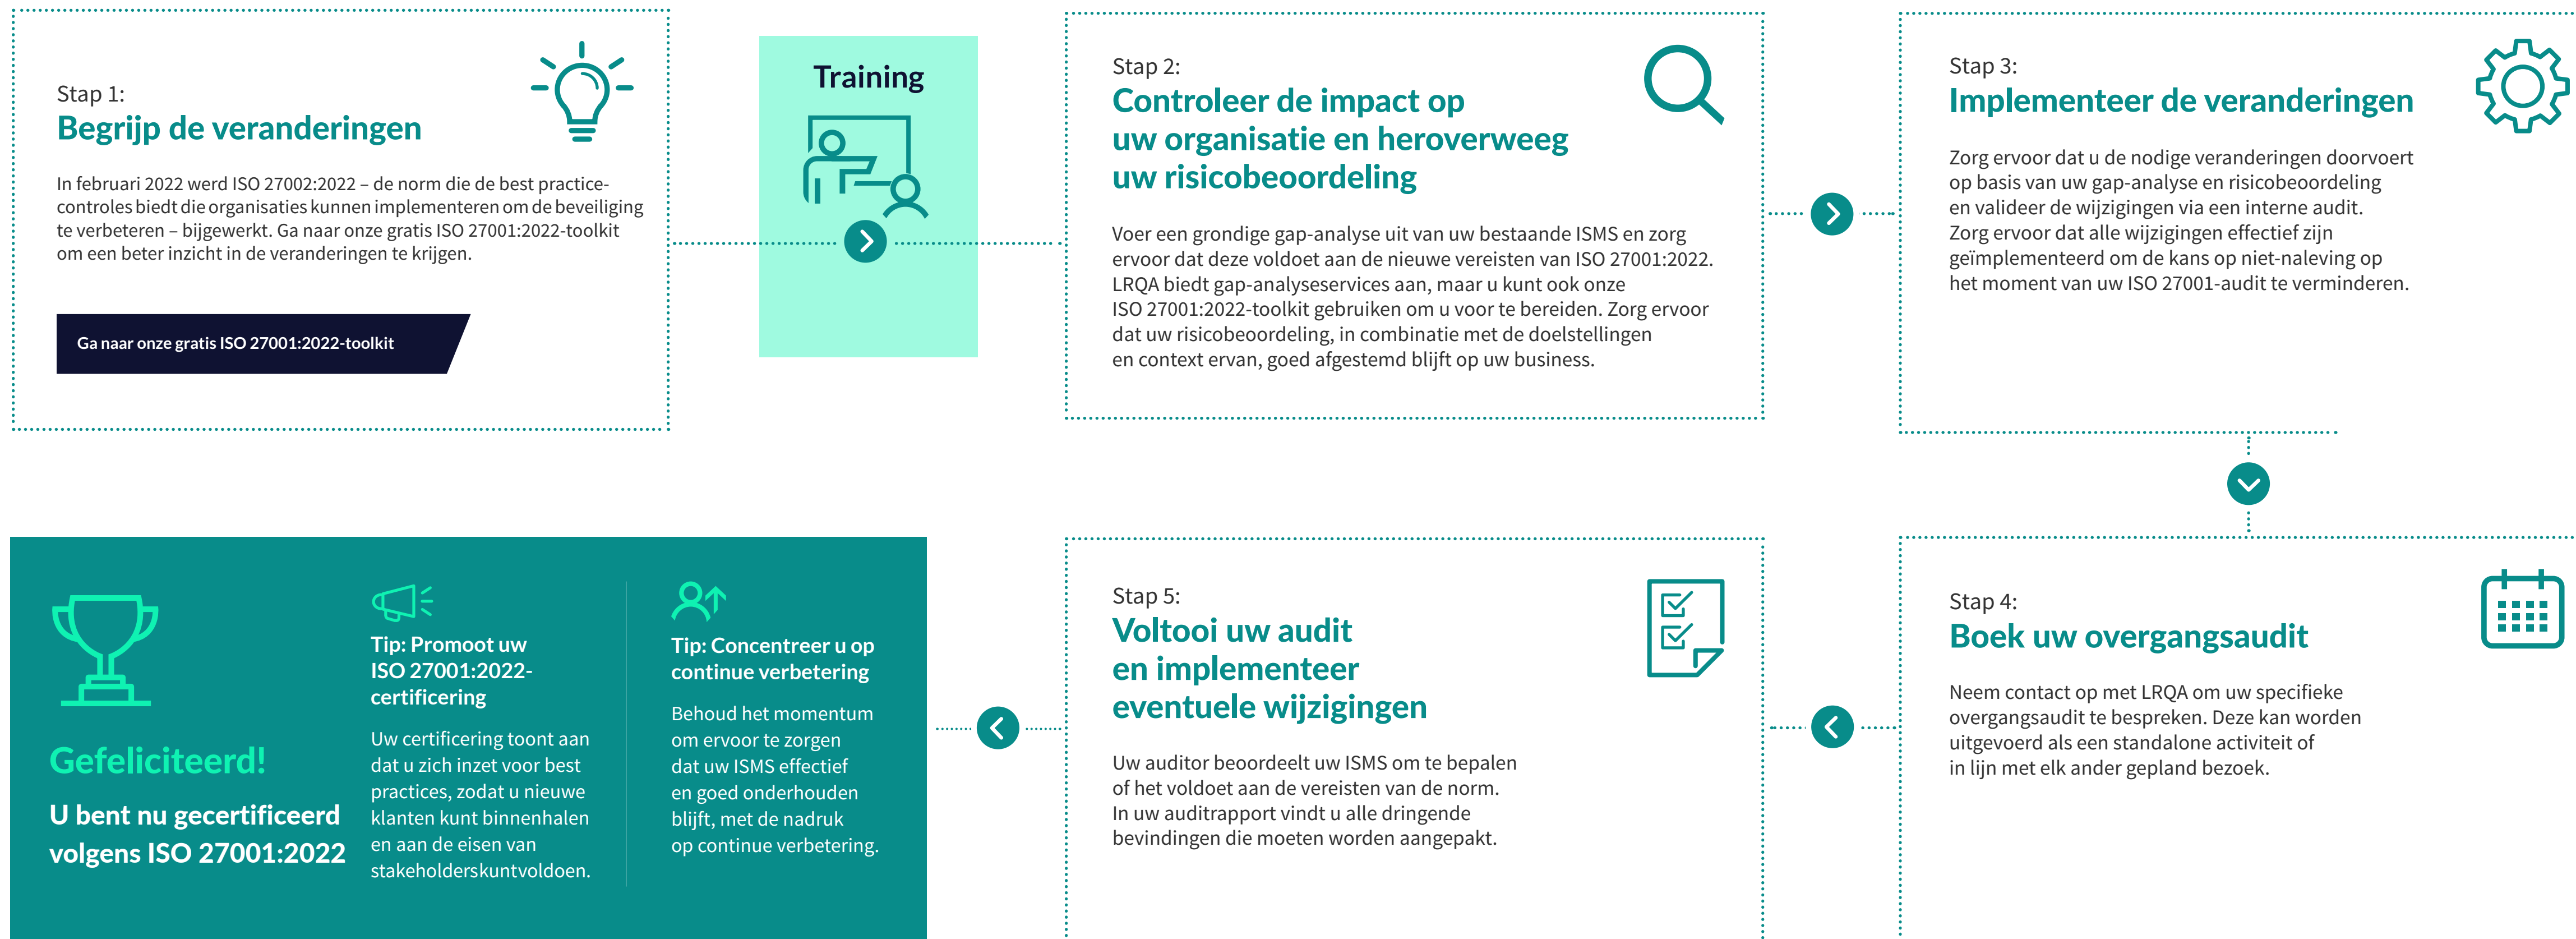 Stap 1:
Begrijp de veranderingen
In februari 2022 werd ISO 27002:2022 – de norm die de best practice-
controles biedt die organisaties kunnen implementeren om de beveiliging
te verbeteren – bijgewerkt. Ga naar onze gratis ISO 27001:2022-toolkit
om een beter inzicht in de veranderingen te krijgen.
Ga naar onze gratis ISO 27001:2022-toolkit
Training
Stap 2:
Controleer de impact op
uw organisatie en heroverweeg
uw risicobeoordeling
Voer een grondige gap-analyse uit van uw bestaande ISMS en zorg
ervoor dat deze voldoet aan de nieuwe vereisten van ISO 27001:2022.
LRQA biedt gap-analyseservices aan, maar u kunt ook onze
ISO 27001:2022-toolkit gebruiken om u voor te bereiden. Zorg ervoor
dat uw risicobeoordeling, in combinatie met de doelstellingen
en context ervan, goed afgestemd blijft op uw business.
Stap 3:
Implementeer de veranderingen
Zorg ervoor dat u de nodige veranderingen doorvoert
op basis van uw gap-analyse en risicobeoordeling
en valideer de wijzigingen via een interne audit.
Zorg ervoor dat alle wijzigingen effectief zijn
geïmplementeerd om de kans op niet-naleving op
het moment van uw ISO 27001-audit te verminderen.
Stap 4:
Boek uw overgangsaudit
Neem contact op met LRQA om uw specifieke
overgangsaudit te bespreken. Deze kan worden
uitgevoerd als een standalone activiteit of
in lijn met elk ander gepland bezoek.
Stap 5:
Voltooi uw audit
en implementeer
eventuele wijzigingen
Uw auditor beoordeelt uw ISMS om te bepalen
of het voldoet aan de vereisten van de norm.
In uw auditrapport vindt u alle dringende
bevindingen die moeten worden aangepakt.
Gefeliciteerd!
U bent nu gecertificeerd
volgens ISO 27001:2022
Tip: Promoot uw
ISO 27001:2022-
certificering
Uw certificering toont aan
dat u zich inzet voor best
practices, zodat u nieuwe
klanten kunt binnenhalen
en aan de eisen van
stakeholders kunt voldoen.
Tip: Concentreer u op
continue verbetering
Behoud het momentum
om ervoor te zorgen
dat uw ISMS effectief
en goed onderhouden
blijft, met de nadruk
op continue verbetering.